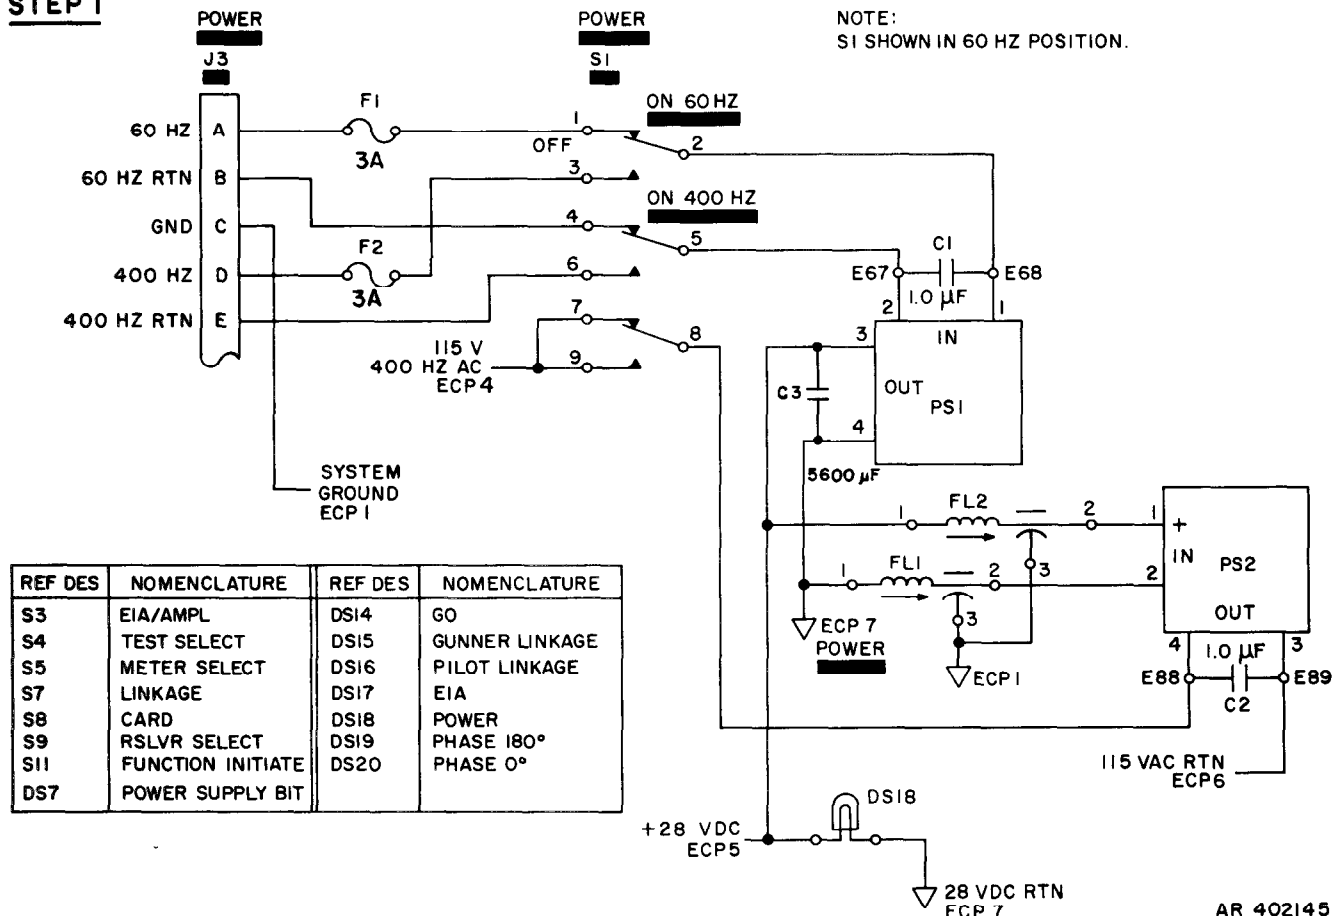 STEP 1
POWER
J3
60 HZ A
60 HZ RTN B
GND C
400 HZ D
400 HZ RTN E
F1
3A
F2
3A
SYSTEM
GROUND
ECP 1
POWER
S1
1
OFF
3
4
6
7
9
115 V
400 HZ AC
ECP 4
ON 60 HZ
2
ON 400 HZ
5
8
NOTE:
S1 SHOWN IN 60 HZ POSITION.
C1
E67 E68
1.0 µF
2 1
IN
3
OUT
PS1
4
C3
5600 µF
1 FL2 2 1
+
IN
PS2
1 FL1 2 3 2
3
OUT
ECP 7
POWER
ECP 1
4 3
1.0 µF
E88 E89
C2
115 VAC RTN
ECP6
REF DES NOMENCLATURE REF DES NOMENCLATURE
S3 EIA/AMPL DS14 GO
S4 TEST SELECT DS15 GUNNER LINKAGE
S5 METER SELECT DS16 PILOT LINKAGE
S7 LINKAGE DS17 EIA
S8 CARD DS18 POWER
S9 RSLVR SELECT DS19 PHASE 180°
S11 FUNCTION INITIATE DS20 PHASE 0°
DS7 POWER SUPPLY BIT
DS18
+28 VDC
ECP5
28 VDC RTN
ECP 7
AR 402145